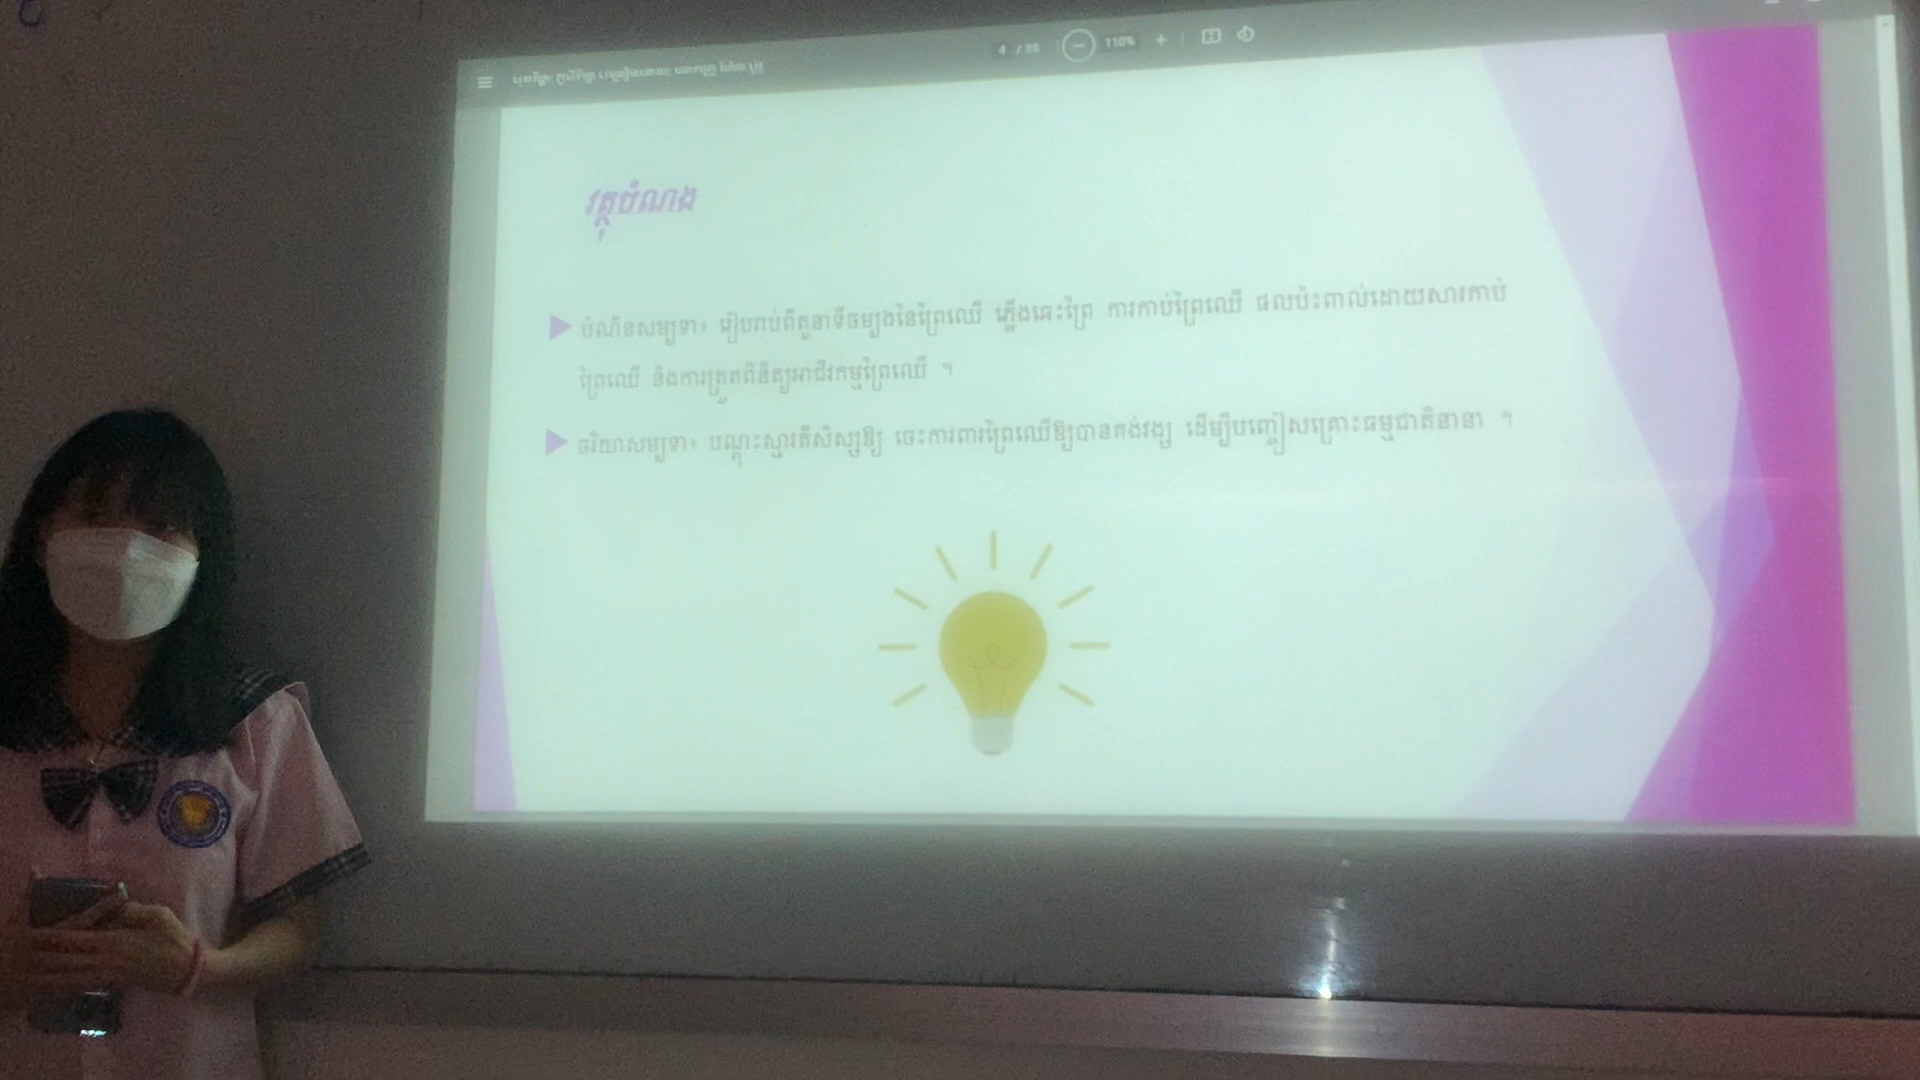 4 / 25 110%
វត្ថុបំណង
បំណិនសម្បទា៖ រៀបរាប់ពីតួនាទីចម្បងនៃព្រៃឈើ ភ្លើងឆេះព្រៃ ការកាប់ព្រៃឈើ ផលប៉ះពាល់ដោយសារកាប់
ព្រៃឈើ និងការត្រួតពិនិត្យអាជីវកម្មព្រៃឈើ ។
ចរិយាសម្បទា៖ បណ្តុះស្មារតីសិស្សឱ្យ ចេះការពារព្រៃឈើឱ្យបានគង់វង្ស ដើម្បីបញ្ចៀសគ្រោះធម្មជាតិនានា ។